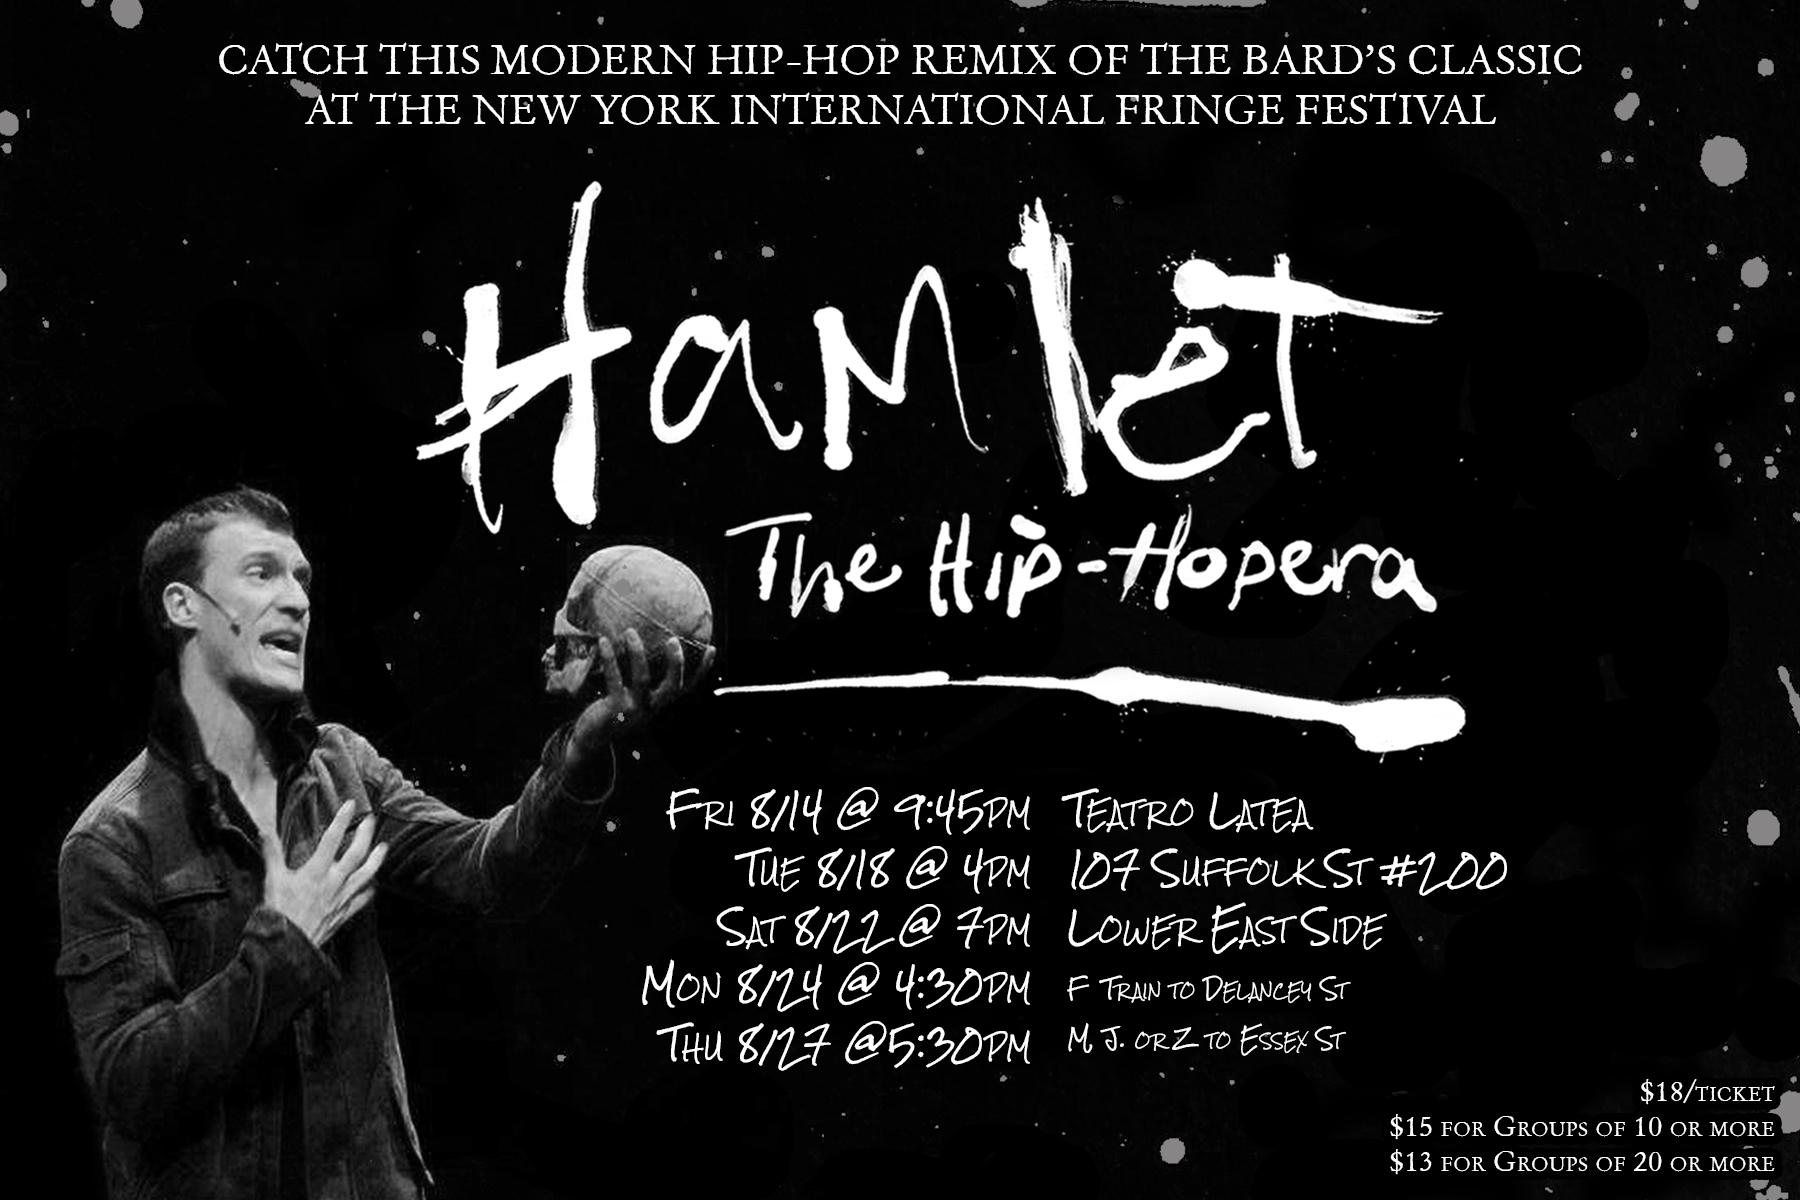 CATCH THIS MODERN HIP-HOP REMIX OF THE BARD'S CLASSIC
AT THE NEW YORK INTERNATIONAL FRINGE FESTIVAL
Hamlet
The Hip-Hopera
Fri 8/14 @ 9:45pm
Tue 8/18 @ 4pm
Sat 8/22 @ 7pm
Mon 8/24 @ 4:30pm
Thu 8/27 @5:30pm
Teatro Latea
107 Suffolk St #200
Lower East Side
F Train to Delancey St
M, J. or Z to Essex St
$18/ticket
$15 for Groups of 10 or more
$13 for Groups of 20 or more